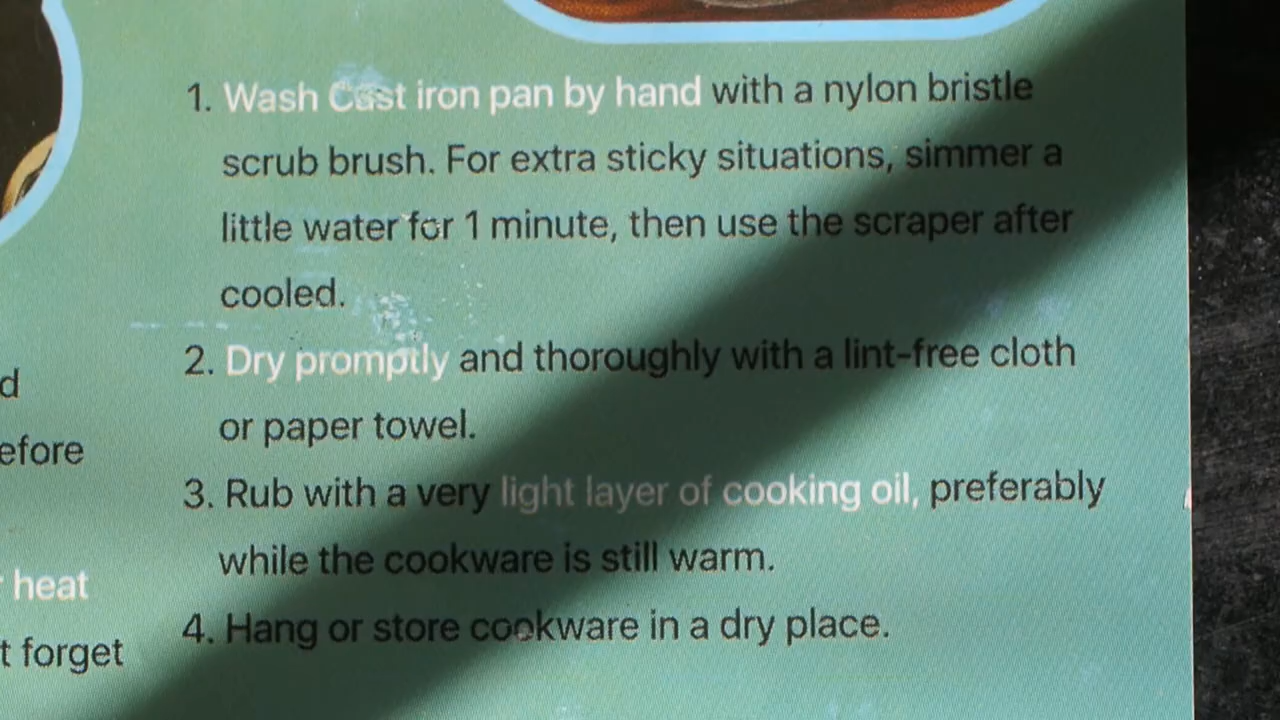 1. Wash Cast iron pan by hand with a nylon bristle
scrub brush. For extra sticky situations, simmer a
little water for 1 minute, then use the scraper after
cooled.
2. Dry promptly and thoroughly with a lint-free cloth
or paper towel.
3. Rub with a very light layer of cooking oil, preferably
while the cookware is still warm.
4. Hang or store cookware in a dry place.
d
efore
heat
t forget